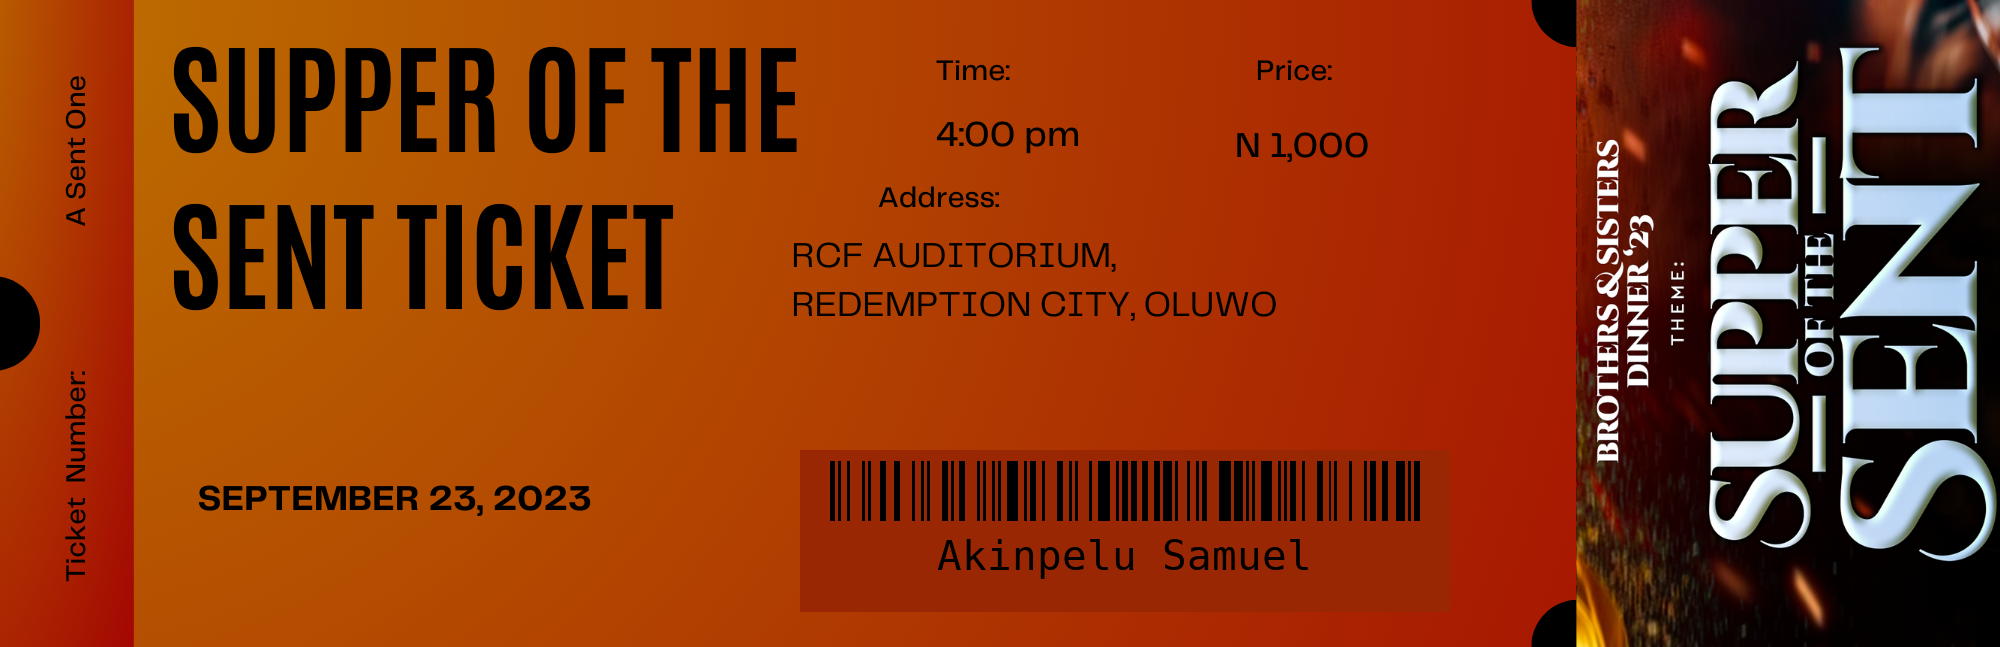 A Sent One
Ticket Number:
SUPPER OF THE
SENT TICKET
Time:
4:00 pm
Price:
N 1,000
Address:
RCF AUDITORIUM,
REDEMPTION CITY, OLUWO
SEPTEMBER 23, 2023
Akinpelu Samuel
BROTHERS & SISTERS
DINNER '23
THEME:
SUPPER
OF THE
SENT